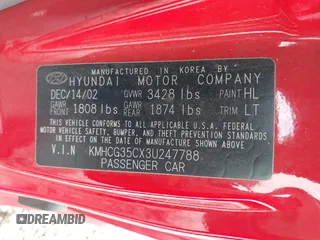 MANUFACTURED IN KOREA BY
HYUNDAI MOTOR COMPANY
DEC/14/02 GVWR 3428 lbs PAINT HL
GAWR FRONT 1808 lbs GAWR REAR 1874 lbs TRIM LT
THIS VEHICLE CONFORMS TO ALL APPLICABLE U.S.A. FEDERAL
MOTOR VEHICLE SAFETY, BUMPER, AND THEFT PREVENTION STANDARDS
IN EFFECT ON THE DATE OF MANUFACTURE SHOWN ABOVE.
V.I.N KMHCG35CX3U247788
PASSENGER CAR
DREAMBID